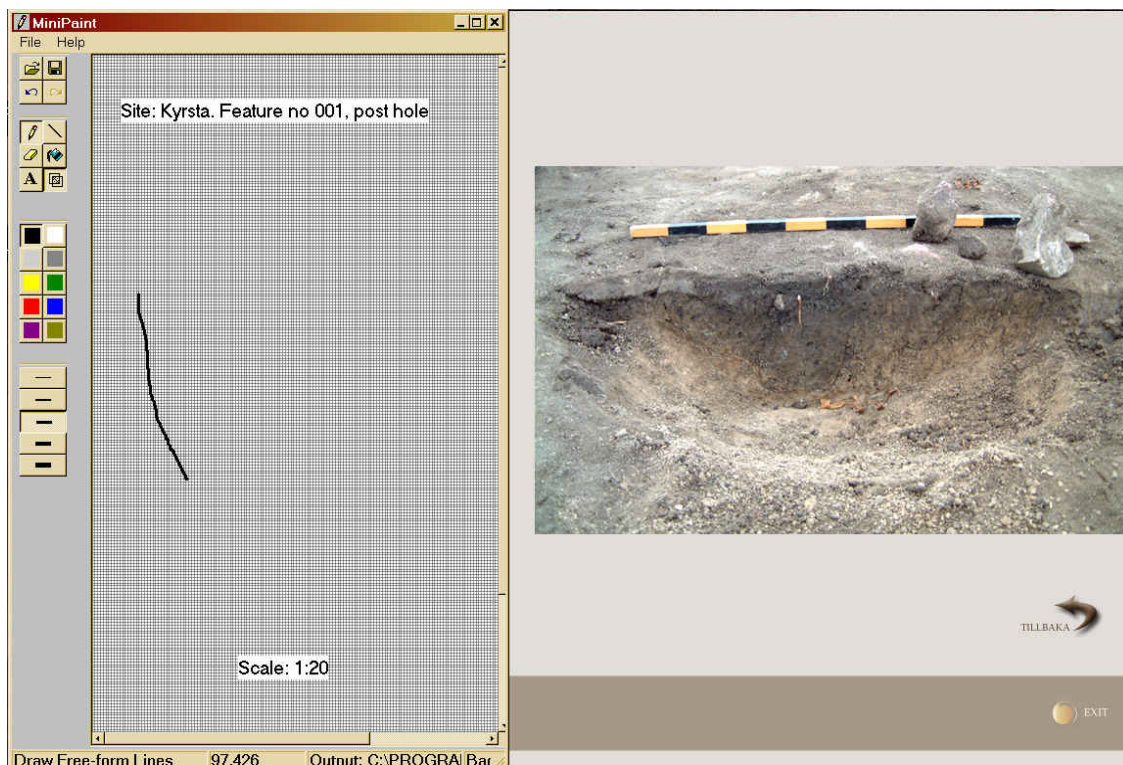 MiniPaint
File Help
Site: Kyrsta. Feature no 001, post hole
A
Scale: 1:20
Draw Free-form Lines 97,426 Output: C:\PROGRA
TILLBAKA
EXIT